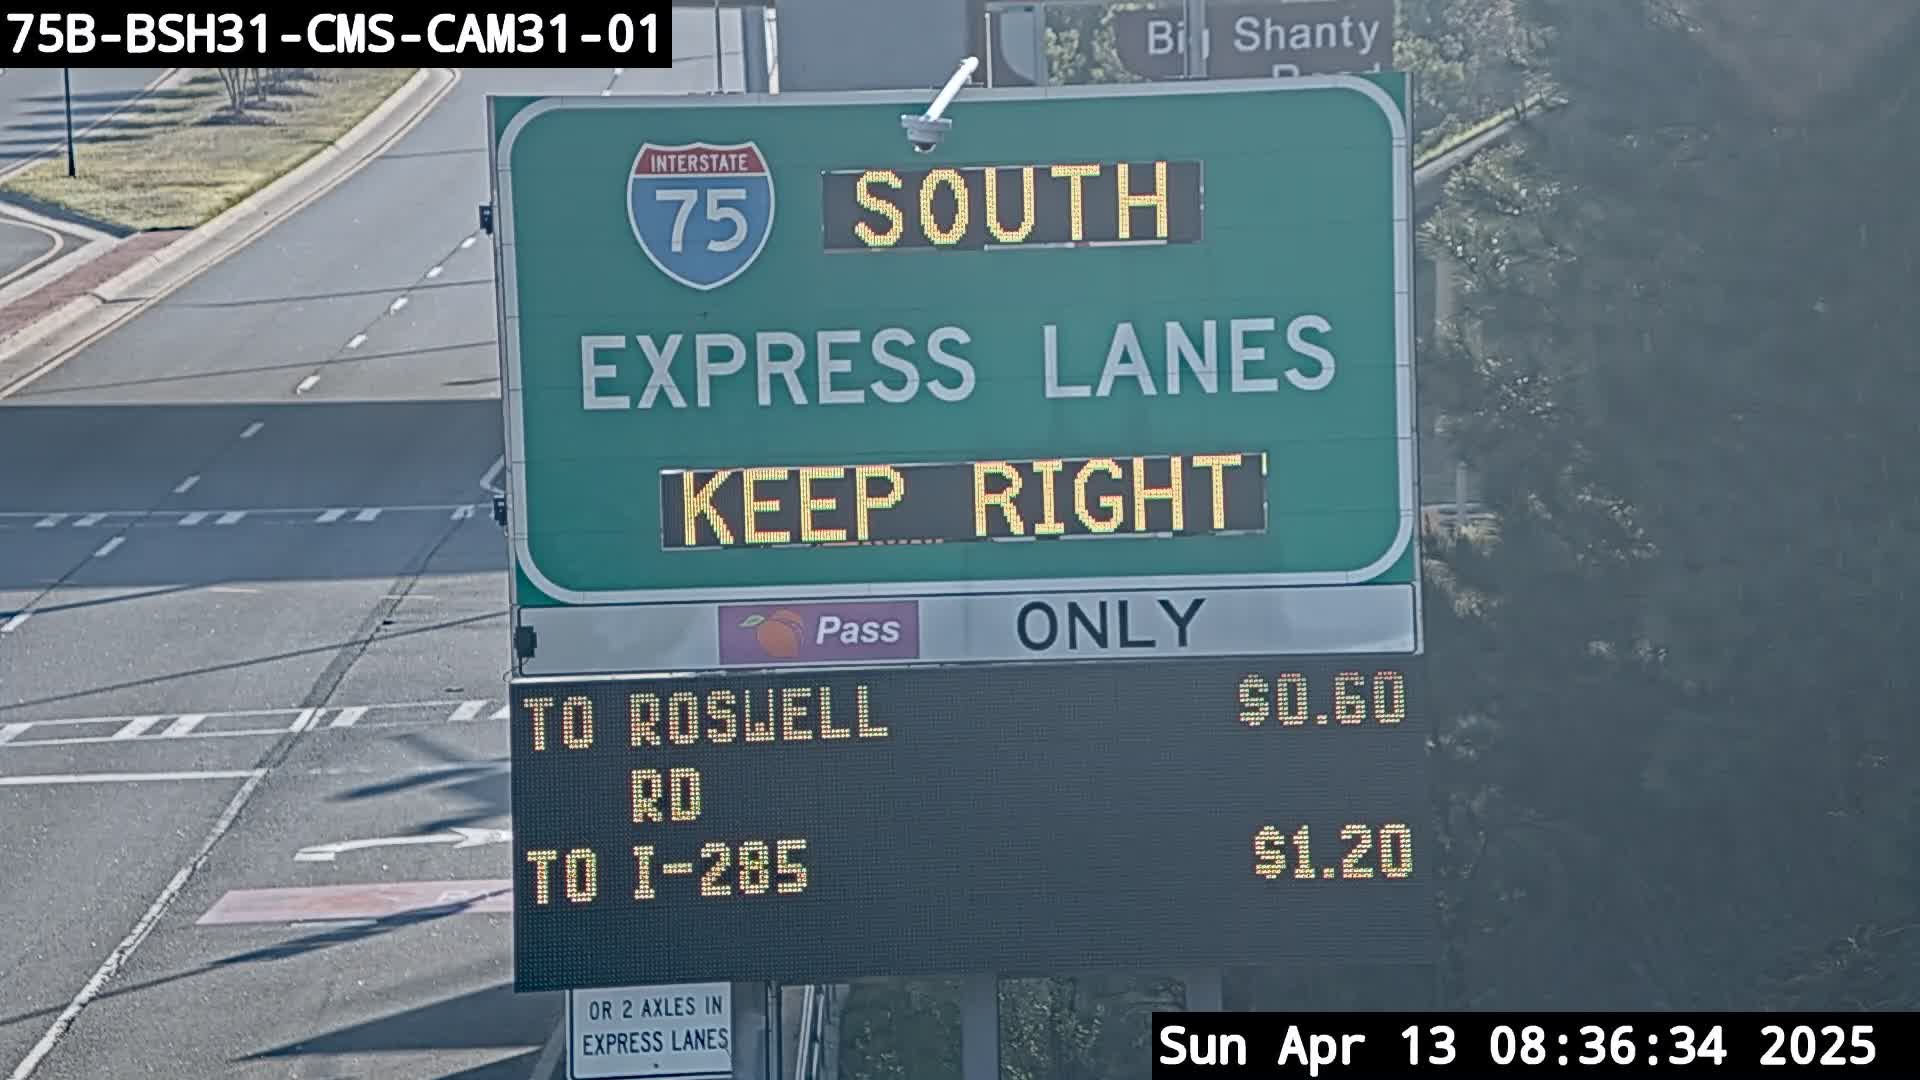 75B-BSH31-CMS-CAM31-01
Big Shanty
INTERSTATE
75
SOUTH
EXPRESS LANES
KEEP RIGHT
Pass ONLY
TO ROSWELL $0.60
RD
TO I-285 $1.20
OR 2 AXLES IN
EXPRESS LANES
Sun Apr 13 08:36:34 2025